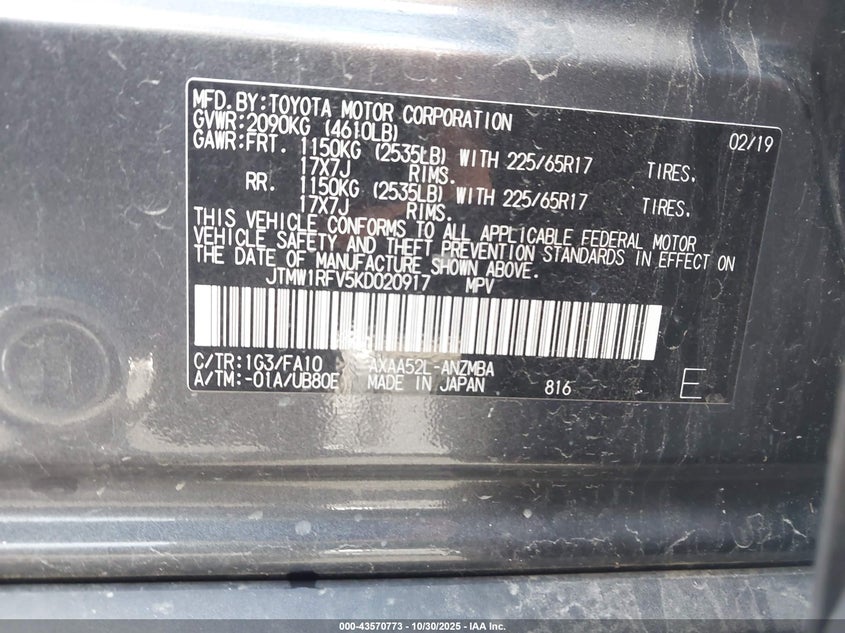 MFD. BY: TOYOTA MOTOR CORPORATION 02/19
GVWR: 2090KG (4610LB)
GAWR: FRT. 1150KG (2535LB) WITH 225/65R17 TIRES,
17X7J RIMS.
RR. 1150KG (2535LB) WITH 225/65R17 TIRES,
17X7J RIMS.
THIS VEHICLE CONFORMS TO ALL APPLICABLE FEDERAL MOTOR
VEHICLE SAFETY AND THEFT PREVENTION STANDARDS IN EFFECT ON
THE DATE OF MANUFACTURE SHOWN ABOVE.
JTMW1RFV5KD020917 MPV
C/TR: 1G3/FA10 AXAA52L-ANZMBA
A/TM: -01A/UB80E MADE IN JAPAN 816 E
000-43570773 - 10/30/2025 - IAA Inc.